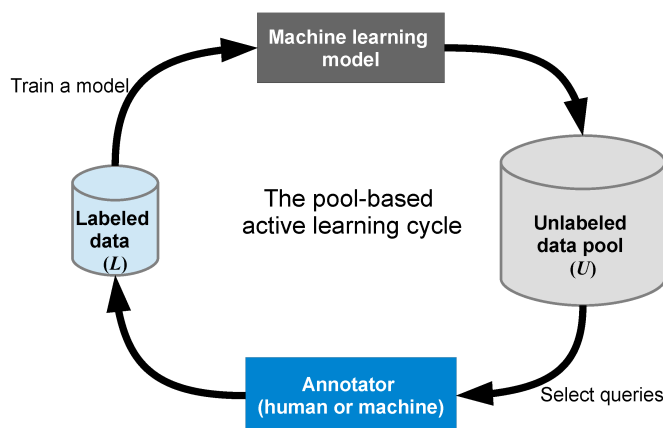 Machine learning
model
Train a model
Labeled
data
(L)
The pool-based
active learning cycle
Unlabeled
data pool
(U)
Annotator
(human or machine)
Select queries